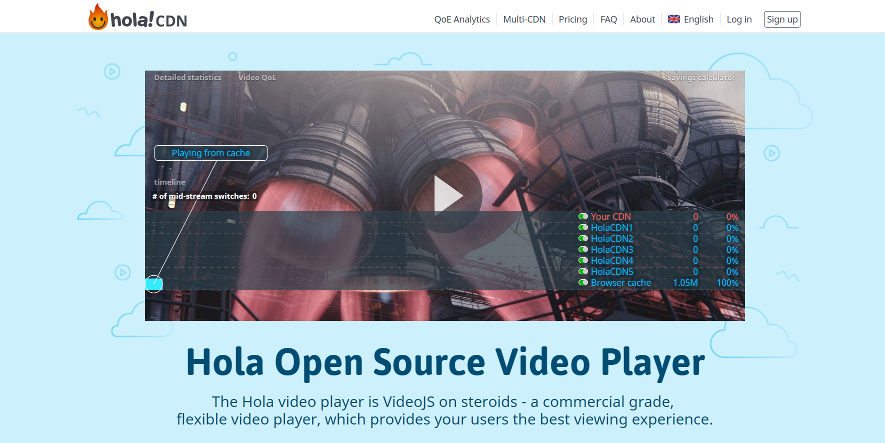 hola! CDN
QoE Analytics Multi-CDN Pricing FAQ About English Log in Sign up
Detailed statistics Video QoE Savings calculator
Playing from cache
timeline
# of mid-stream switches: 0
Your CDN 0 0%
HolaCDN1 0 0%
HolaCDN2 0 0%
HolaCDN3 0 0%
HolaCDN4 0 0%
HolaCDN5 0 0%
Browser cache 1.05M 100%
Hola Open Source Video Player
The Hola video player is VideoJS on steroids - a commercial grade,
flexible video player, which provides your users the best viewing experience.